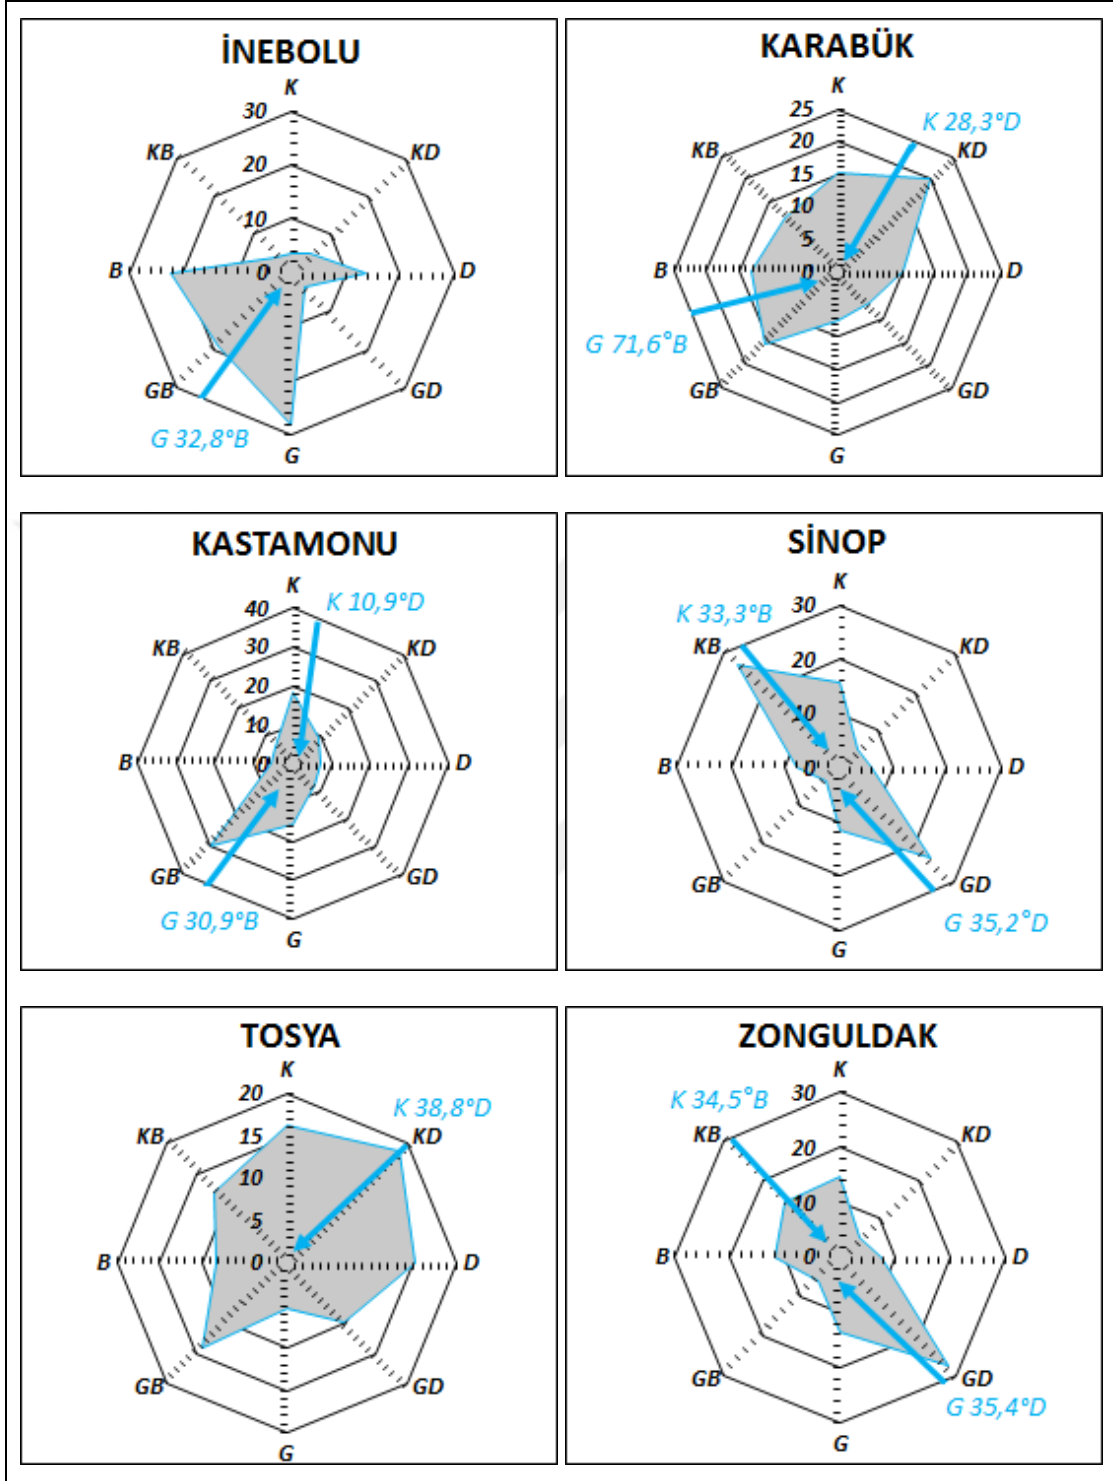 İNEBOLU
K
30
KB
KD
20
10
B
0
D
GB
GD
G 32,8°B
G
KARABÜK
K
25
K 28,3°D
20
KB
KD
15
10
5
B
0
D
G 71,6°B
GB
GD
G
KASTAMONU
K
40
K 10,9°D
30
KB
KD
20
10
B
0
D
GB
GD
G 30,9°B
G
SİNOP
K
30
K 33,3°B
KB
KD
20
10
B
0
D
GB
GD
G 35,2°D
G
TOSYA
K
20
K 38,8°D
KB
KD
15
10
5
B
0
D
GB
GD
G
ZONGULDAK
K
30
K 34,5°B
KB
KD
20
10
B
0
D
GB
GD
G 35,4°D
G